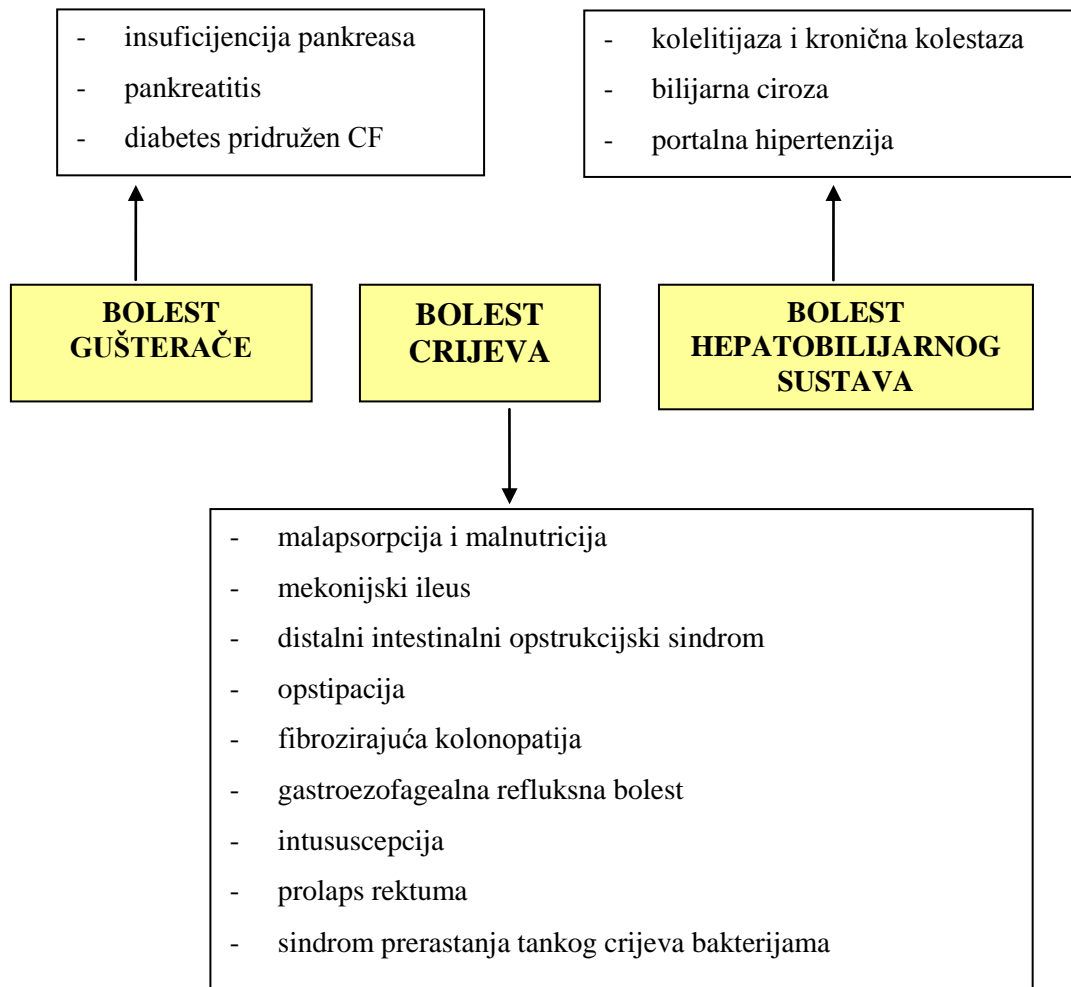 - insuficijencija pankreasa
- pankreatitis
- diabetes pridružen CF
- kolelitijaza i kronična kolestaza
- bilijarna ciroza
- portalna hipertenzija
BOLEST
GUŠTERAČE
BOLEST
CRIJEVA
BOLEST
HEPATOBILIJARNOG
SUSTAVA
- malapsorpcija i malnutricija
- mekonijski ileus
- distalni intestinalni opstrukcijski sindrom
- opstipacija
- fibrozirajuća kolonopatija
- gastroezofagealna refluksna bolest
- intususcepcija
- prolaps rektuma
- sindrom prerastanja tankog crijeva bakterijama